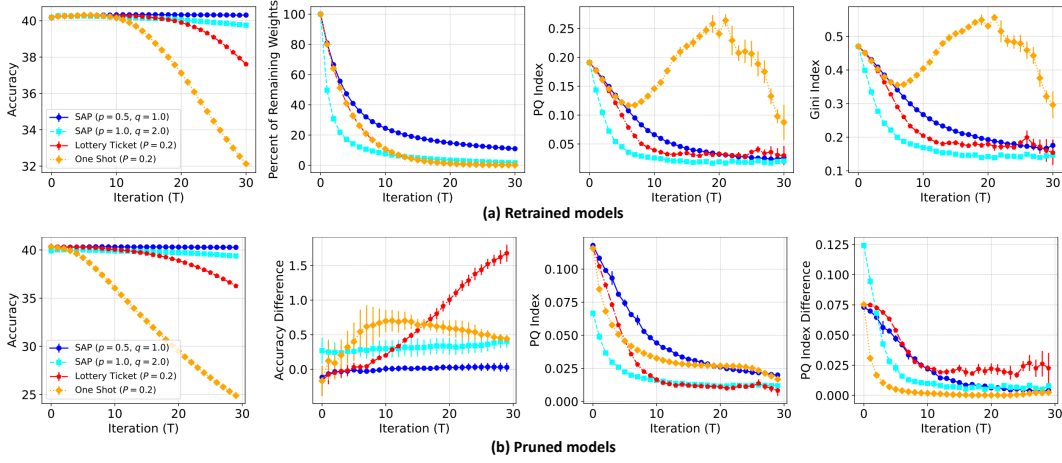 Accuracy
40
38
36
34
32
SAP (p = 0.5, q = 1.0)
SAP (p = 1.0, q = 2.0)
Lottery Ticket (P = 0.2)
One Shot (P = 0.2)
0 10 20 30
Iteration (T)
Percent of Remaining Weights
100
80
60
40
20
0
0 10 20 30
Iteration (T)
PQ Index
0.25
0.20
0.15
0.10
0.05
0 10 20 30
Iteration (T)
Gini Index
0.5
0.4
0.3
0.2
0.1
0 10 20 30
Iteration (T)
(a) Retrained models
Accuracy
40
35
30
25
SAP (p = 0.5, q = 1.0)
SAP (p = 1.0, q = 2.0)
Lottery Ticket (P = 0.2)
One Shot (P = 0.2)
0 10 20 30
Iteration (T)
Accuracy Difference
1.5
1.0
0.5
0.0
0 10 20 30
Iteration (T)
PQ Index
0.100
0.075
0.050
0.025
0.000
0 10 20 30
Iteration (T)
PQ Index Difference
0.125
0.100
0.075
0.050
0.025
0.000
0 10 20 30
Iteration (T)
(b) Pruned models